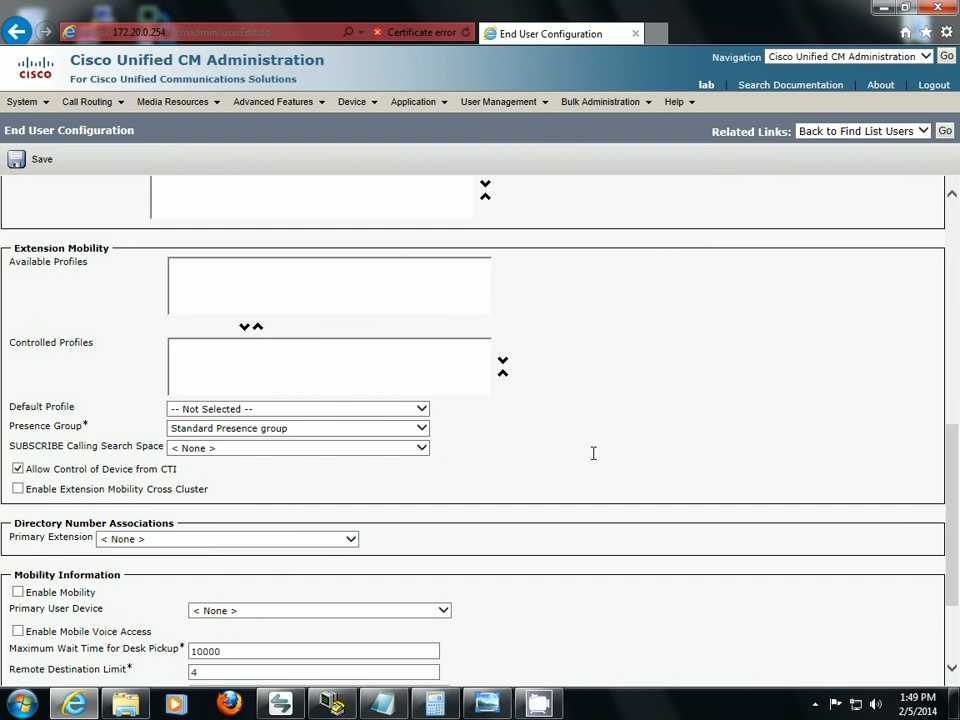 172.20.0.254
Certificate error
End User Configuration
Cisco Unified CM Administration
For Cisco Unified Communications Solutions
CISCO
Navigation Cisco Unified CM Administration Go
lab Search Documentation About Logout
System Call Routing Media Resources Advanced Features Device Application User Management Bulk Administration Help
End User Configuration
Related Links: Back to Find List Users Go
Save
Extension Mobility
Available Profiles
Controlled Profiles
Default Profile -- Not Selected --
Presence Group* Standard Presence group
SUBSCRIBE Calling Search Space < None >
Allow Control of Device from CTI
Enable Extension Mobility Cross Cluster
Directory Number Associations
Primary Extension < None >
Mobility Information
Enable Mobility
Primary User Device < None >
Enable Mobile Voice Access
Maximum Wait Time for Desk Pickup* 10000
Remote Destination Limit* 4
1:49 PM
2/5/2014